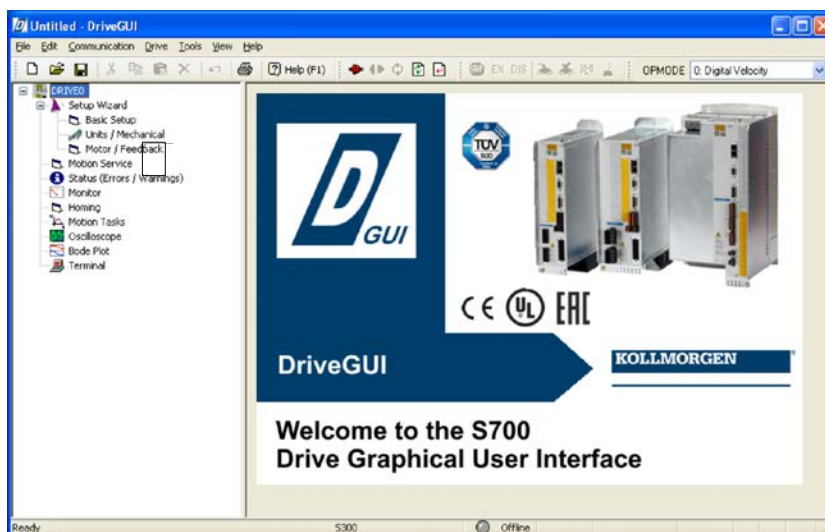 Untitled - DriveGUI
File Edit Communication Drive Tools View Help
Help (F1) EN DIS OPMODE 0: Digital Velocity
DRIVE0
Setup Wizard
Basic Setup
Units / Mechanical
Motor / Feedback
Motion Service
Status (Errors / Warnings)
Monitor
Homing
Motion Tasks
Oscilloscope
Bode Plot
Terminal
D
GUI
TÜV
SÜD
CE UL EAC
DriveGUI
KOLLMORGEN
Welcome to the S700
Drive Graphical User Interface
Ready S300 Offline